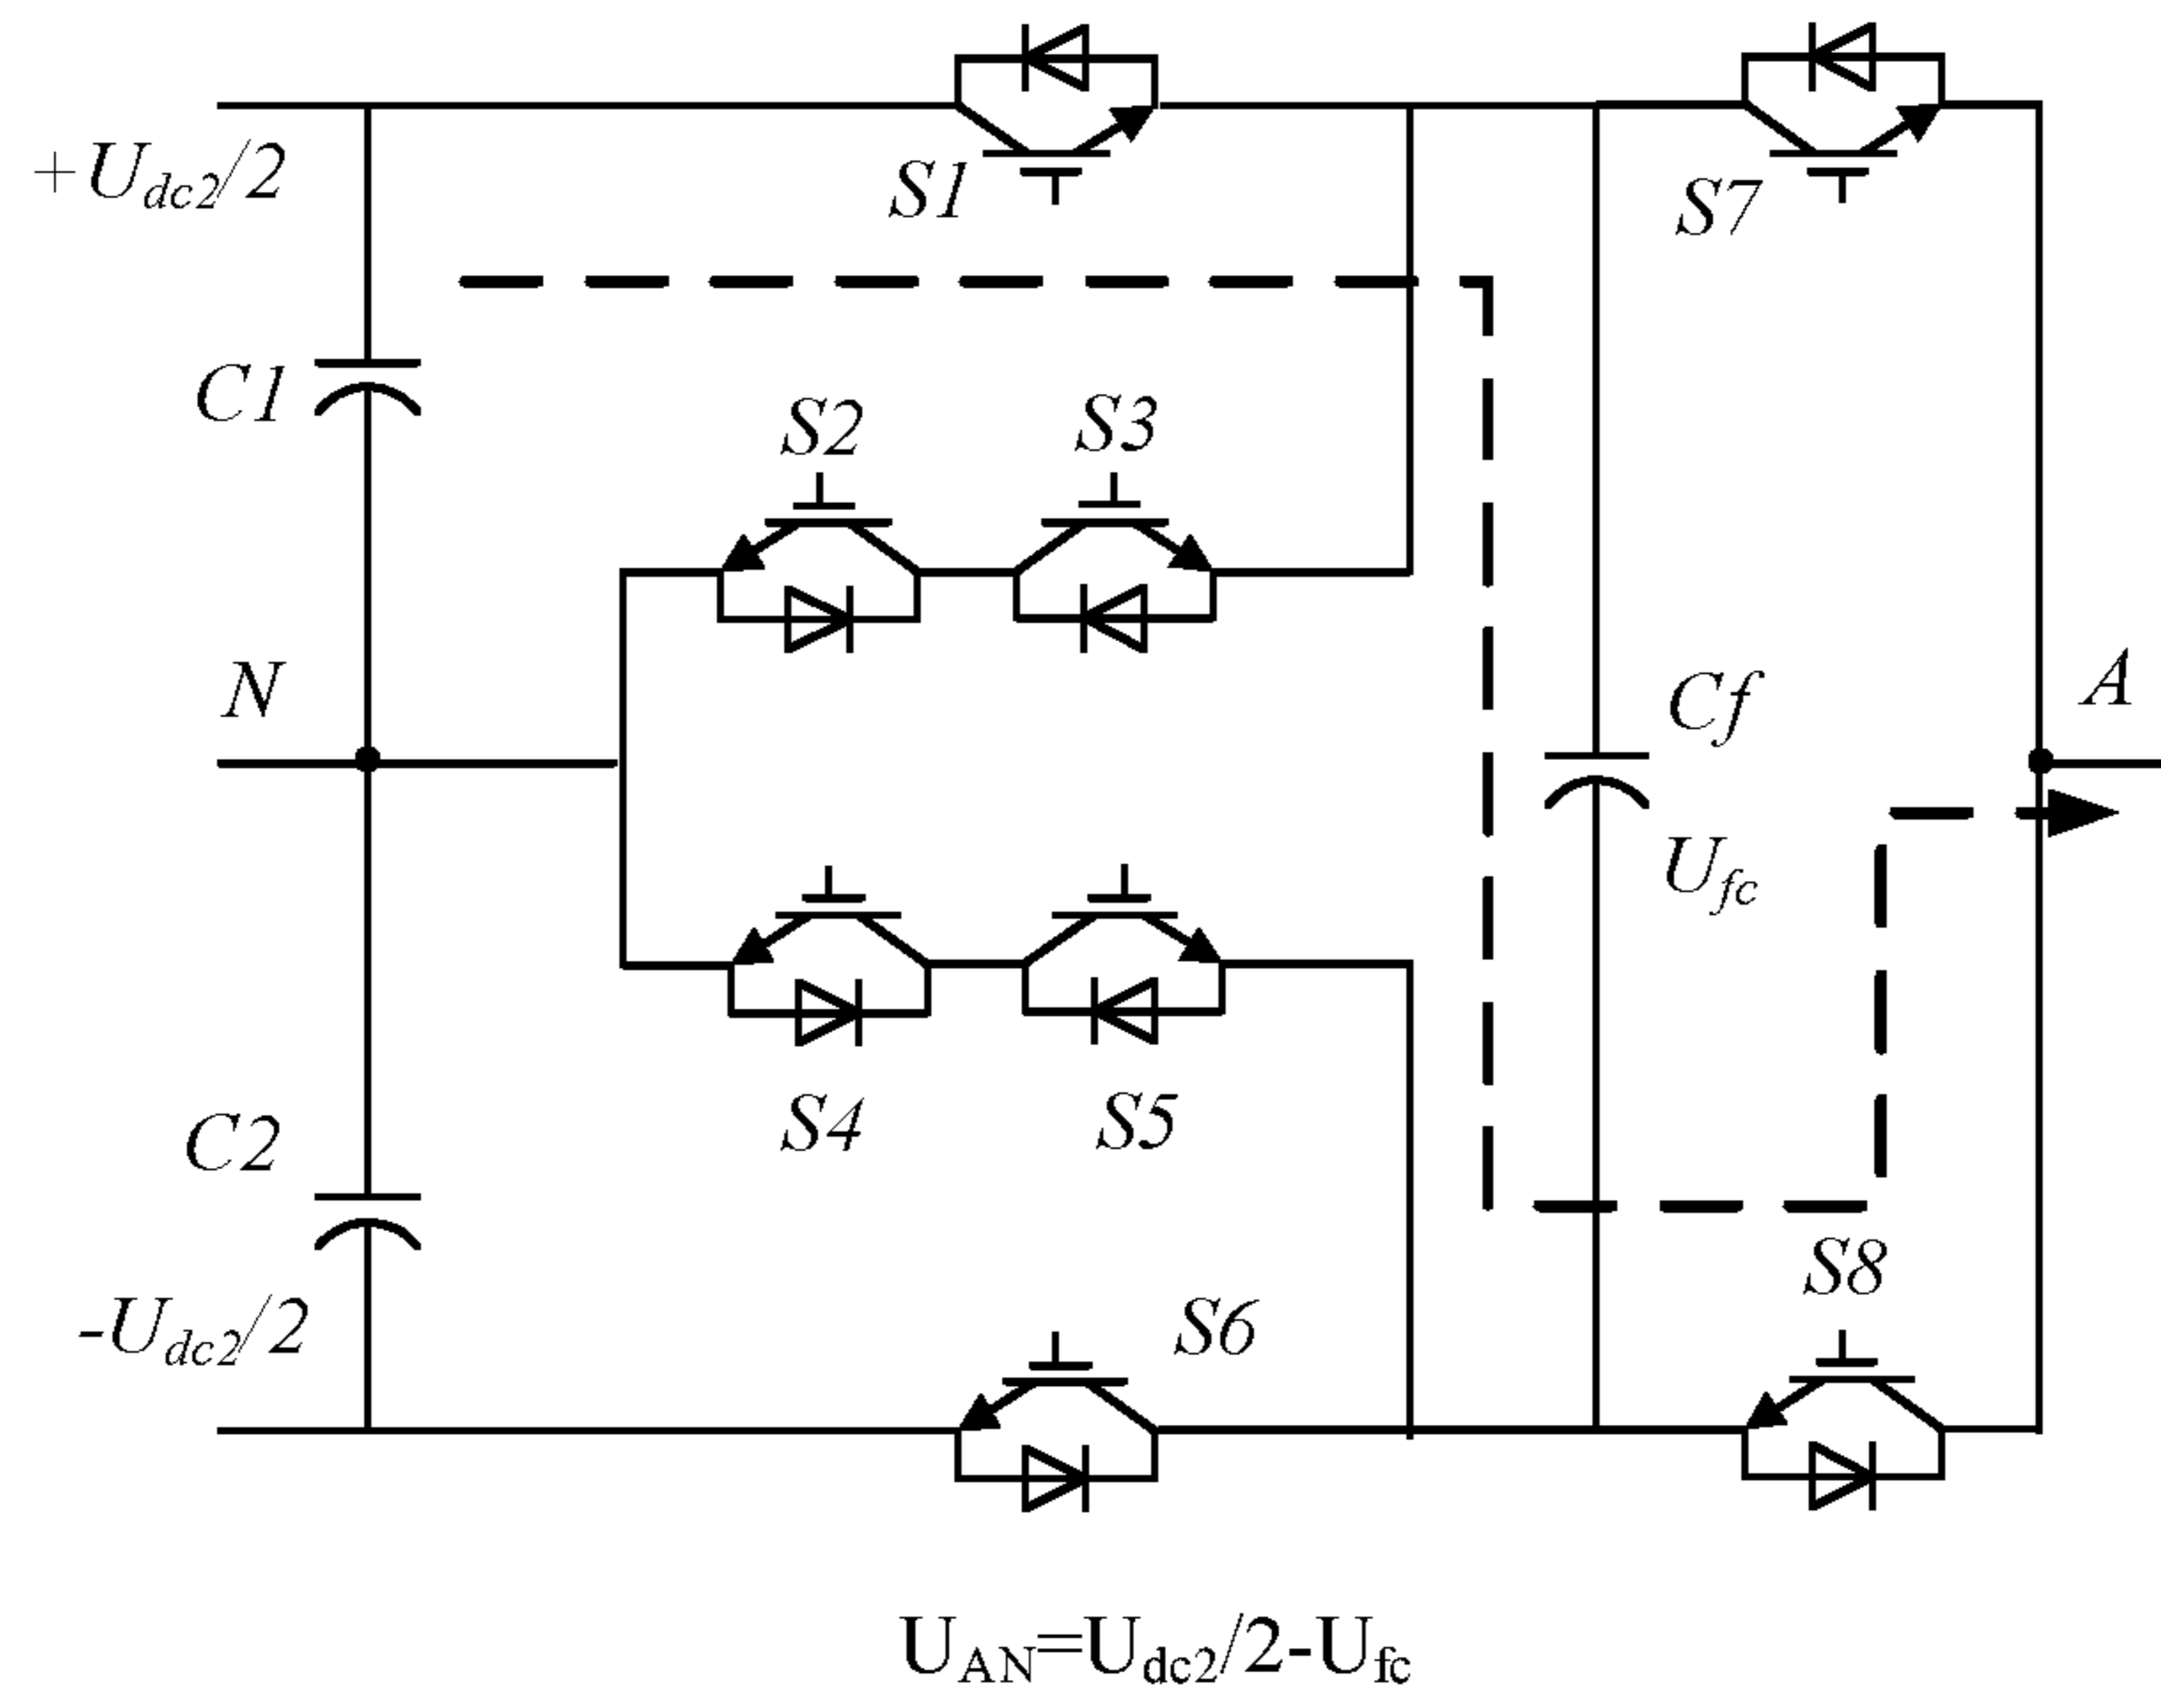 +Udc2/2
S1
S7
C1
S2
S3
N
Cf
A
Ufc
C2
S4
S5
S8
-Udc2/2
S6
UAN=Udc2/2-Ufc